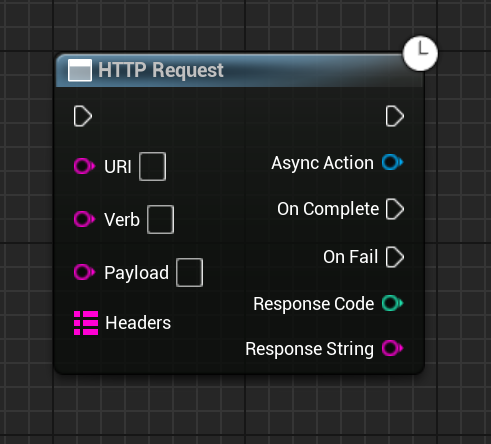 HTTP Request
URI
Async Action
Verb
On Complete
Payload
On Fail
Headers
Response Code
Response String